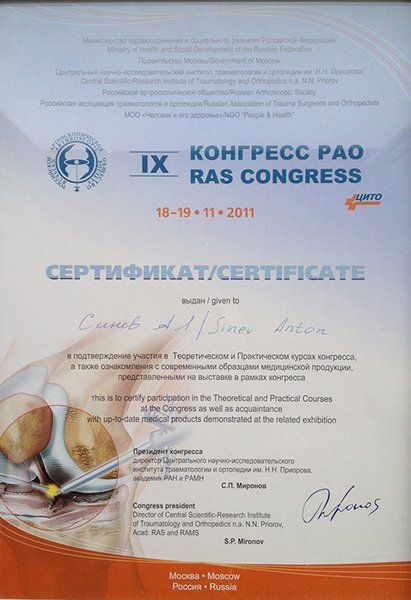 Министерство здравоохранения и социального развития Российской Федерации/
Ministry of Health and Social Development of the Russian Federation
Правительство Москвы/Government of Moscow
Центральный научно-исследовательский институт травматологии и ортопедии им. Н.Н. Приорова/
Central Scientific-Research Institute of Traumatology and Orthopedics n.a. N.N. Priorov
Российское артроскопическое общество/Russian Arthroscopic Society
Российская ассоциация травматологов и ортопедов/Russian Association of Trauma Surgeons and Orthopedists
МОО «Человек и его здоровье»/NGO "People & Health"
РОССИЙСКОЕ АРТРОСКОПИЧЕСКОЕ ОБЩЕСТВО
IX КОНГРЕСС РАО
RAS CONGRESS
ЦИТО
18–19 • 11 • 2011
СЕРТИФИКАТ/CERTIFICATE
выдан / given to
Синев А1/Sinev Anton
в подтверждение участия в Теоретическом и Практическом курсах конгресса,
а также ознакомления с современными образцами медицинской продукции,
представленными на выставке в рамках конгресса
this is to certify participation in the Theoretical and Practical Courses
at the Congress as well as acquaintance
with up-to-date medical products demonstrated at the related exhibition
Президент конгресса
директор Центрального научно-исследовательского
института травматологии и ортопедии им. Н.Н. Приорова,
академик РАН и РАМН
С.П. Миронов
Congress president
Director of Central Scientific-Research Institute
of Traumatology and Orthopedics n.a. N.N. Priorov,
Acad. RAS and RAMS
S.P. Mironov
Москва • Moscow
Россия • Russia